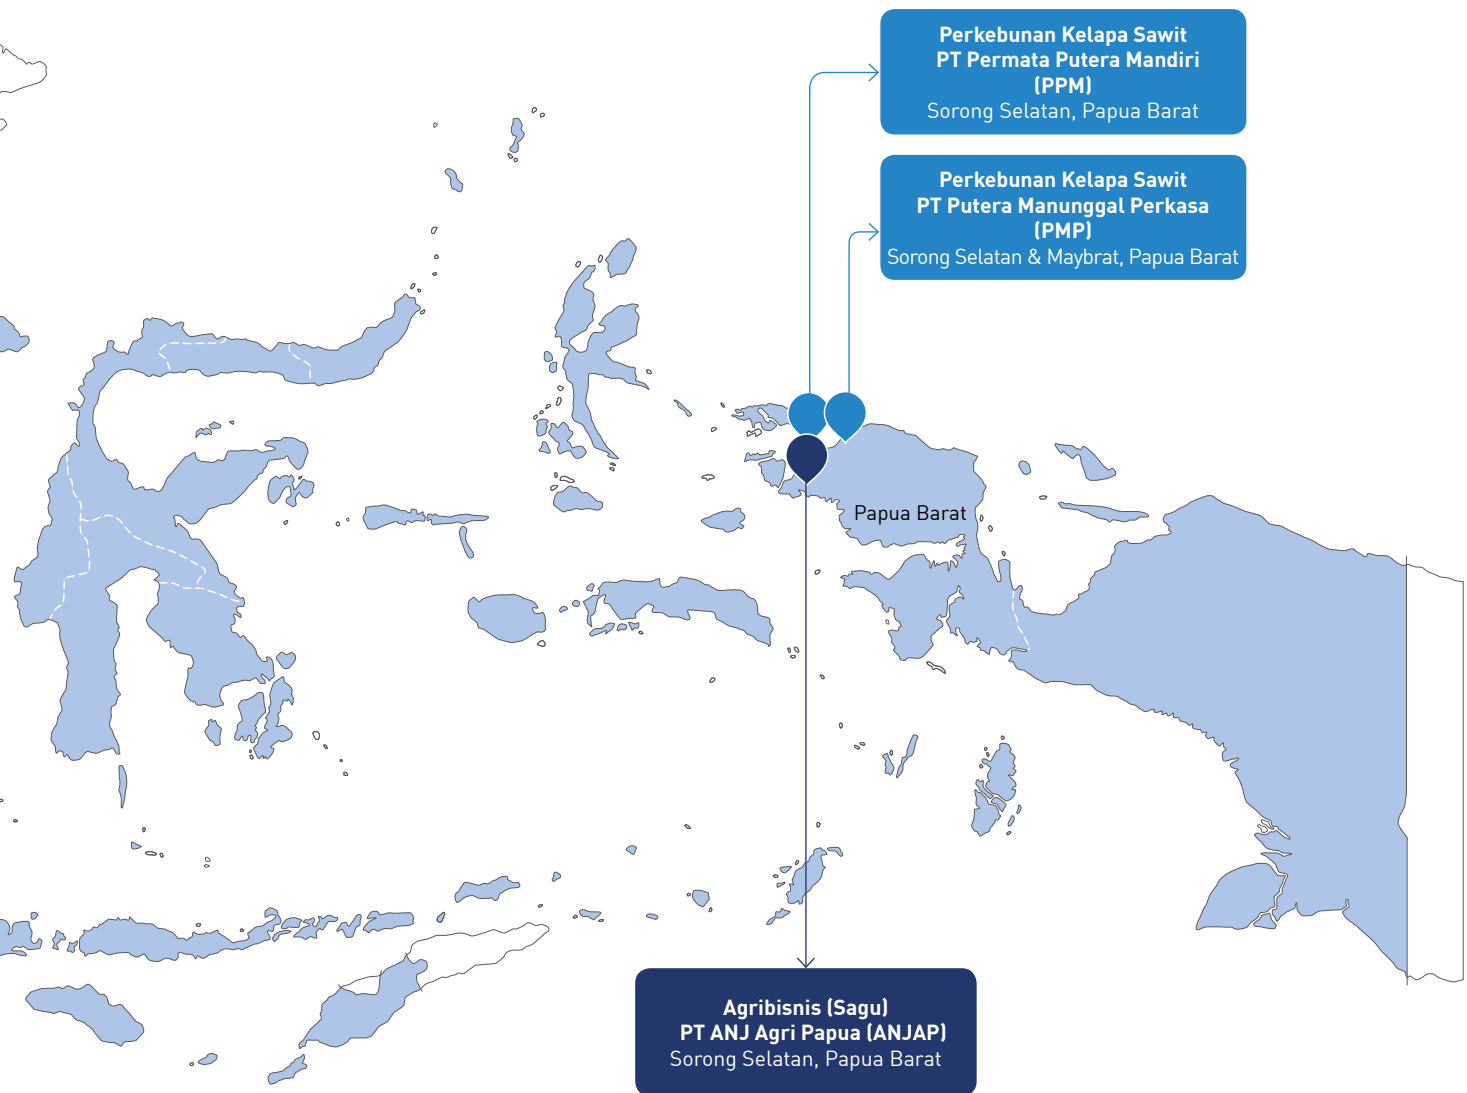 Perkebunan Kelapa Sawit
PT Permata Putera Mandiri
(PPM)
Sorong Selatan, Papua Barat
Perkebunan Kelapa Sawit
PT Putera Manunggal Perkasa
(PMP)
Sorong Selatan & Maybrat, Papua Barat
Papua Barat
Agribisnis (Sagu)
PT ANJ Agri Papua (ANJAP)
Sorong Selatan, Papua Barat